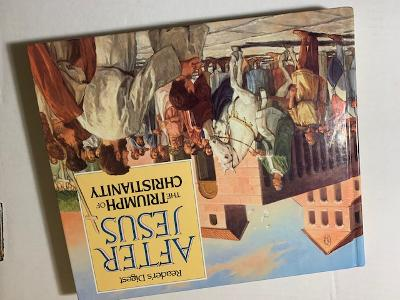 Reader's Digest
AFTER
JESUS
THE TRIUMPH OF
CHRISTIANITY